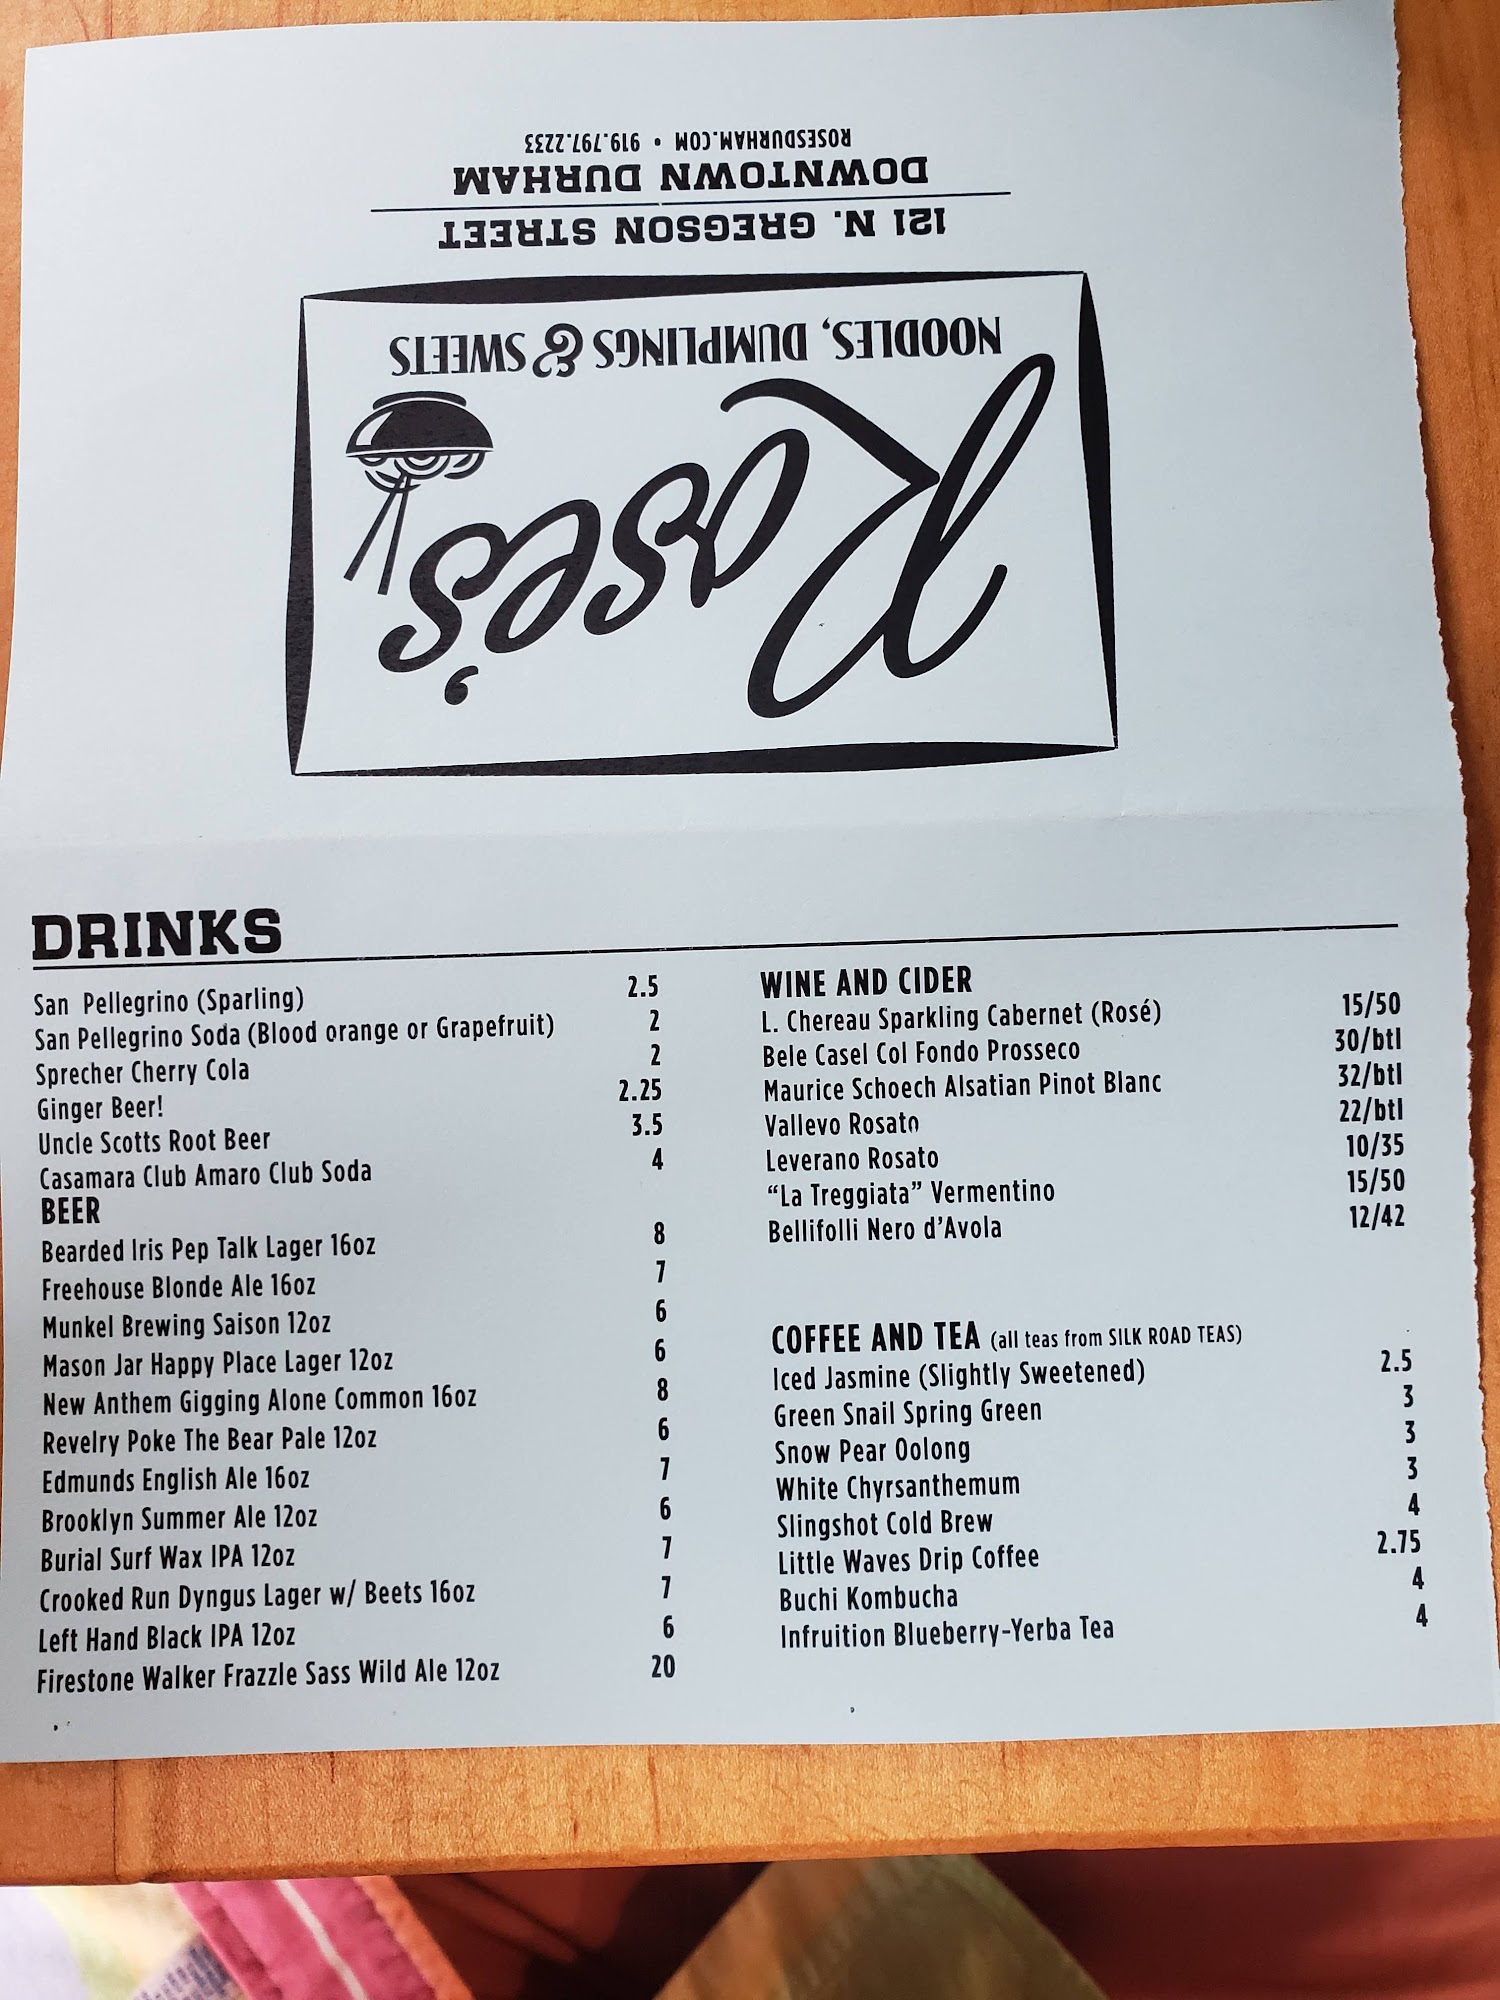 Rose's
NOODLES, DUMPLINGS & SWEETS
121 N. GREGSON STREET
DOWNTOWN DURHAM
ROSESDURHAM.COM • 919.797.2233
DRINKS
San Pellegrino (Sparling) 2.5
San Pellegrino Soda (Blood orange or Grapefruit) 2
Sprecher Cherry Cola 2
Ginger Beer! 2.25
Uncle Scotts Root Beer 3.5
Casamara Club Amaro Club Soda 4
BEER
Bearded Iris Pep Talk Lager 16oz 8
Freehouse Blonde Ale 16oz 7
Munkel Brewing Saison 12oz 6
Mason Jar Happy Place Lager 12oz 6
New Anthem Gigging Alone Common 16oz 8
Revelry Poke The Bear Pale 12oz 6
Edmunds English Ale 16oz 7
Brooklyn Summer Ale 12oz 6
Burial Surf Wax IPA 12oz 7
Crooked Run Dyngus Lager w/ Beets 16oz 7
Left Hand Black IPA 12oz 6
Firestone Walker Frazzle Sass Wild Ale 12oz 20
WINE AND CIDER
L. Chereau Sparkling Cabernet (Rosé) 15/50
Bele Casel Col Fondo Prosseco 30/btl
Maurice Schoech Alsatian Pinot Blanc 32/btl
Vallevo Rosato 22/btl
Leverano Rosato 10/35
“La Treggiata” Vermentino 15/50
Bellifolli Nero d’Avola 12/42
COFFEE AND TEA (all teas from SILK ROAD TEAS)
Iced Jasmine (Slightly Sweetened) 2.5
Green Snail Spring Green 3
Snow Pear Oolong 3
White Chyrsanthemum 3
Slingshot Cold Brew 4
Little Waves Drip Coffee 2.75
Buchi Kombucha 4
Infruition Blueberry-Yerba Tea 4